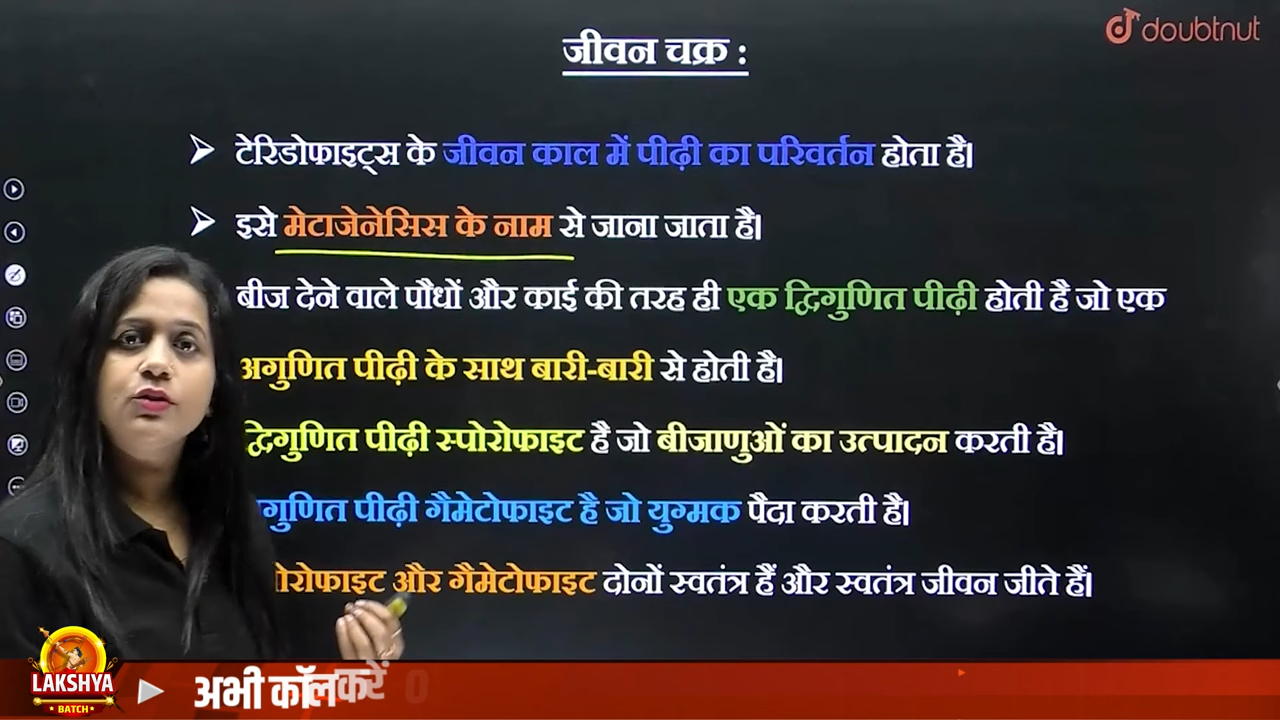 doubtnut
जीवन चक्र :
टेरिडोफाइट्स के जीवन काल में पीढ़ी का परिवर्तन होता है।
इसे मेटाजेनेसिस के नाम से जाना जाता है।
बीज देने वाले पौधों और काई की तरह ही एक द्विगुणित पीढ़ी होती है जो एक
अगुणित पीढ़ी के साथ बारी-बारी से होती है।
द्विगुणित पीढ़ी स्पोरोफाइट है जो बीजाणुओं का उत्पादन करती है।
गुणित पीढ़ी गैमेटोफाइट है जो युग्मक पैदा करती है।
और गैमेटोफाइट दोनों स्वतंत्र हैं और स्वतंत्र जीवन जीते हैं।
LAKSHYA
BATCH
अभी कॉल करें 0